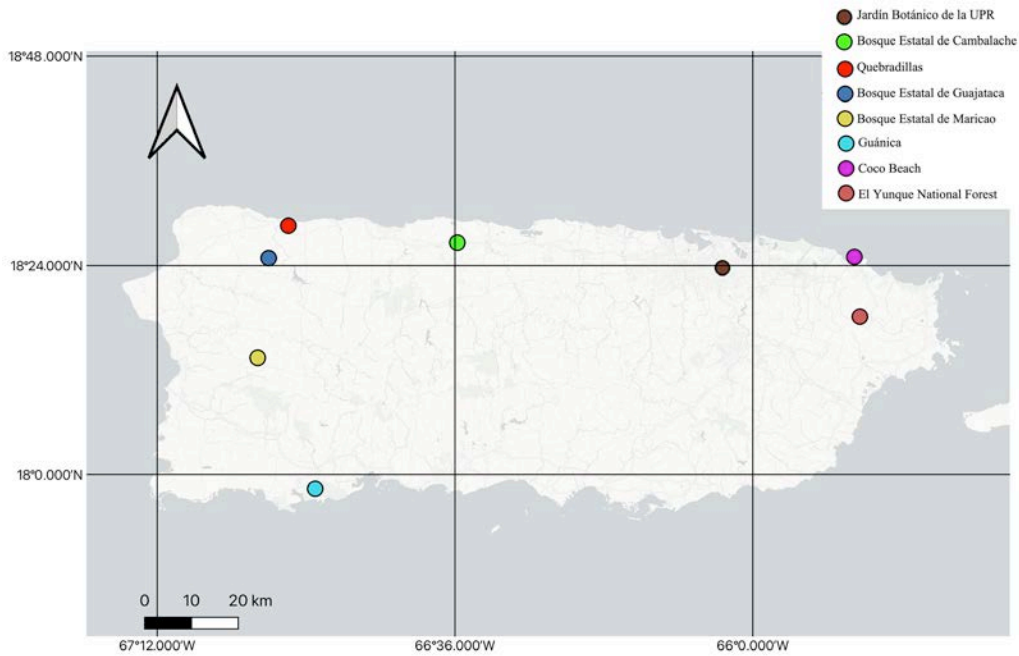 Jardín Botánico de la UPR
Bosque Estatal de Cambalache
Quebradillas
Bosque Estatal de Guajataca
Bosque Estatal de Maricao
Guánica
Coco Beach
El Yunque National Forest
18°48.000'N
18°24.000'N
18°0.000'N
0 10 20 km
67°12.000'W 66°36.000'W 66°0.000'W